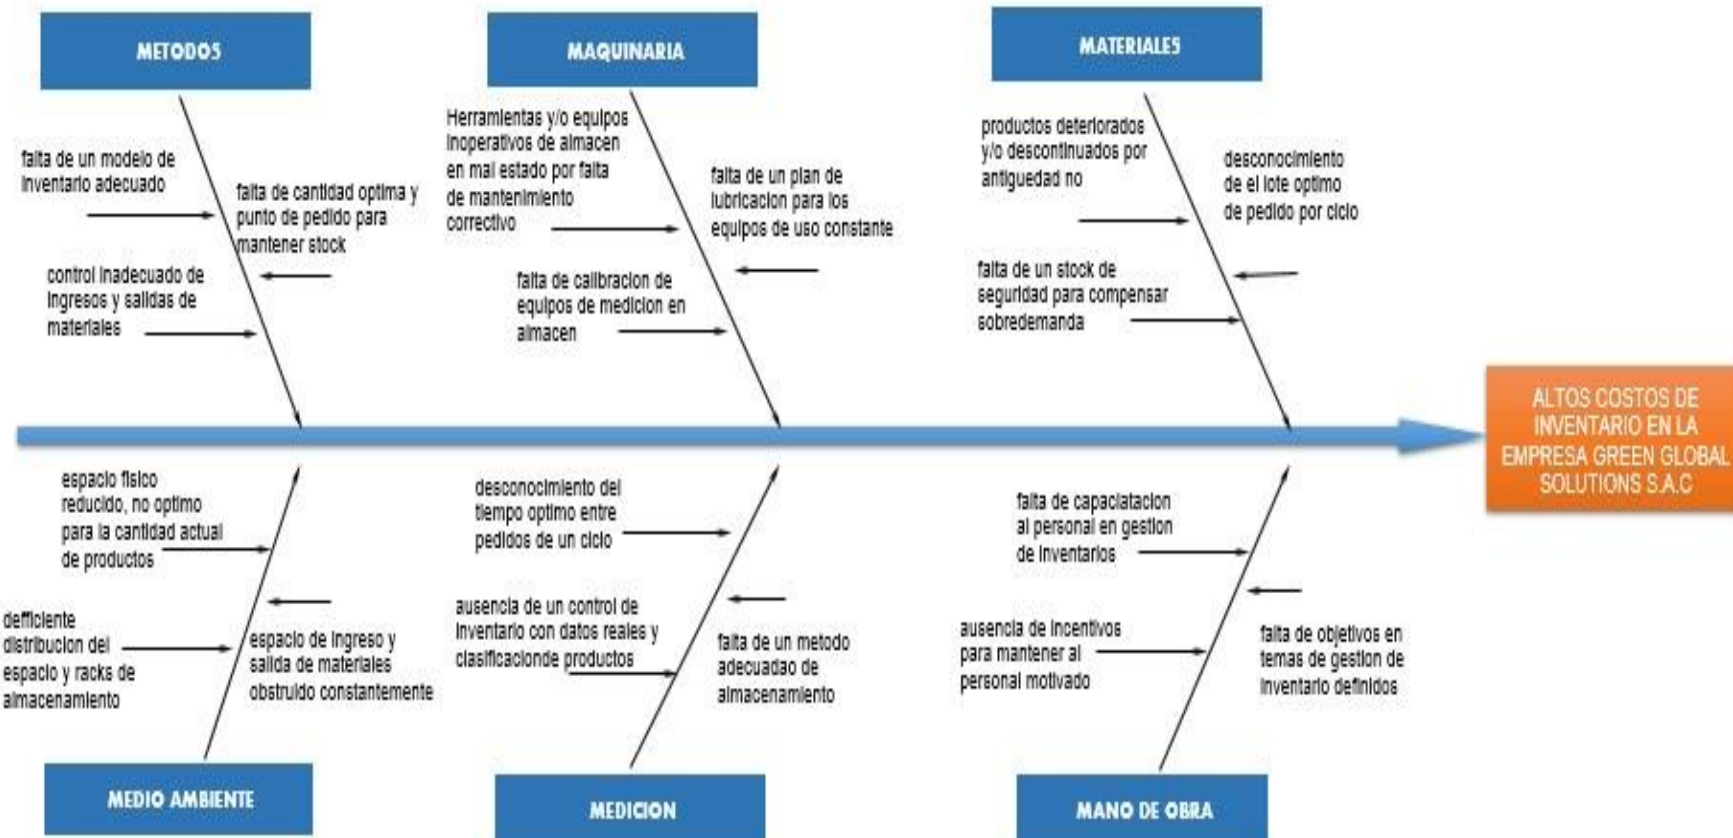 METODOS
MAQUINARIA
MATERIALES
falta de un modelo de
inventario adecuado
falta de cantidad optima y
punto de pedido para
mantener stock
control inadecuado de
ingresos y salidas de
materiales
Herramientas y/o equipos
inoperativos de almacen
en mal estado por falta
de mantenimiento
correctivo
falta de un plan de
lubricacion para los
equipos de uso constante
falta de calibracion de
equipos de medicion en
almacen
productos deteriorados
y/o descontinuados por
antiguedad no
desconocimiento
de el lote optimo
de pedido por ciclo
falta de un stock de
seguridad para compensar
sobredemanda
ALTOS COSTOS DE
INVENTARIO EN LA
EMPRESA GREEN GLOBAL
SOLUTIONS S.A.C
espacio fisico
reducido, no optimo
para la cantidad actual
de productos
defficiente
distribucion del
espacio y racks de
almacenamiento
espacio de ingreso y
salida de materiales
obstruido constantemente
desconocimiento del
tiempo optimo entre
pedidos de un ciclo
ausencia de un control de
inventario con datos reales y
clasificacionde productos
falta de un metodo
adecuadao de
almacenamiento
falta de capaciatacion
al personal en gestion
de inventarios
ausencia de incentivos
para mantener al
personal motivado
falta de objetivos en
temas de gestion de
inventario definidos
MEDIO AMBIENTE
MEDICION
MANO DE OBRA